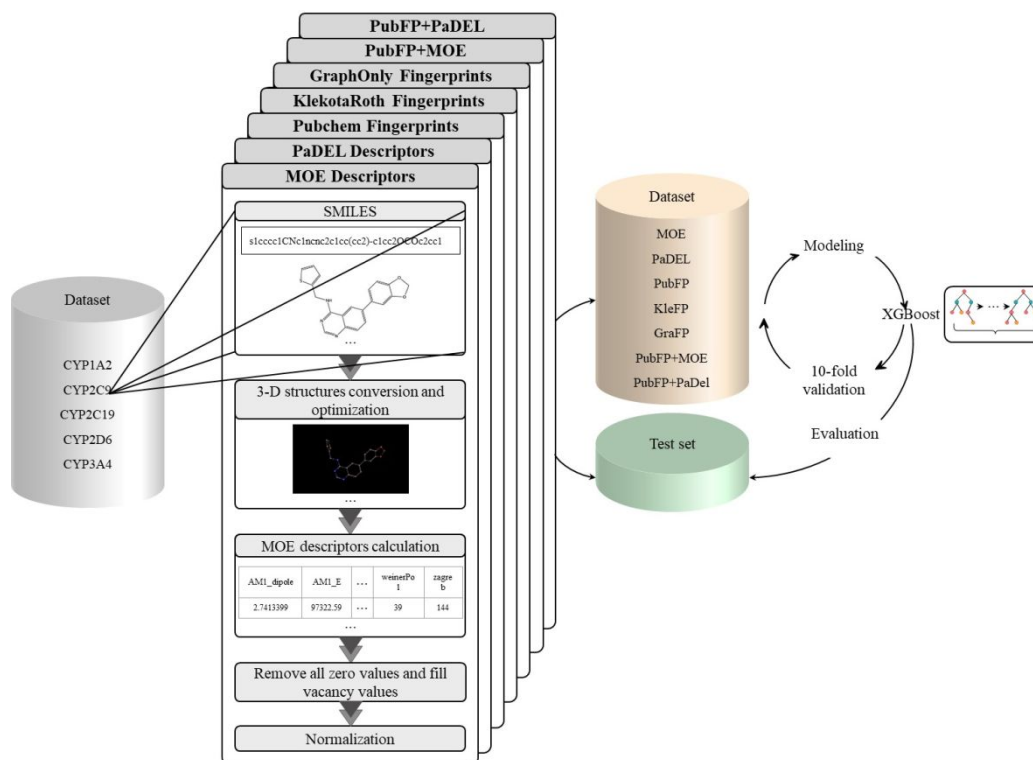 PubFP+PaDEL
PubFP+MOE
GraphOnly Fingerprints
KlekotaRoth Fingerprints
Pubchem Fingerprints
PaDEL Descriptors
MOE Descriptors
SMILES
s1cccc1CNc1ncnc2c1cc(cc2)-c1cc2OCOc2cc1
...
3-D structures conversion and
optimization
...
MOE descriptors calculation
AM1_dipole AM1_E ... weinerPo
l
zagre
b
2.7413399 97322.59 ... 39 144
...
Remove all zero values and fill
vacancy values
Normalization
Dataset
CYP1A2
CYP2C9
CYP2C19
CYP2D6
CYP3A4
Dataset
MOE
PaDEL
PubFP
KleFP
GraFP
PubFP+MOE
PubFP+PaDel
Test set
Modeling
XGBoost
10-fold
validation
Evaluation
...